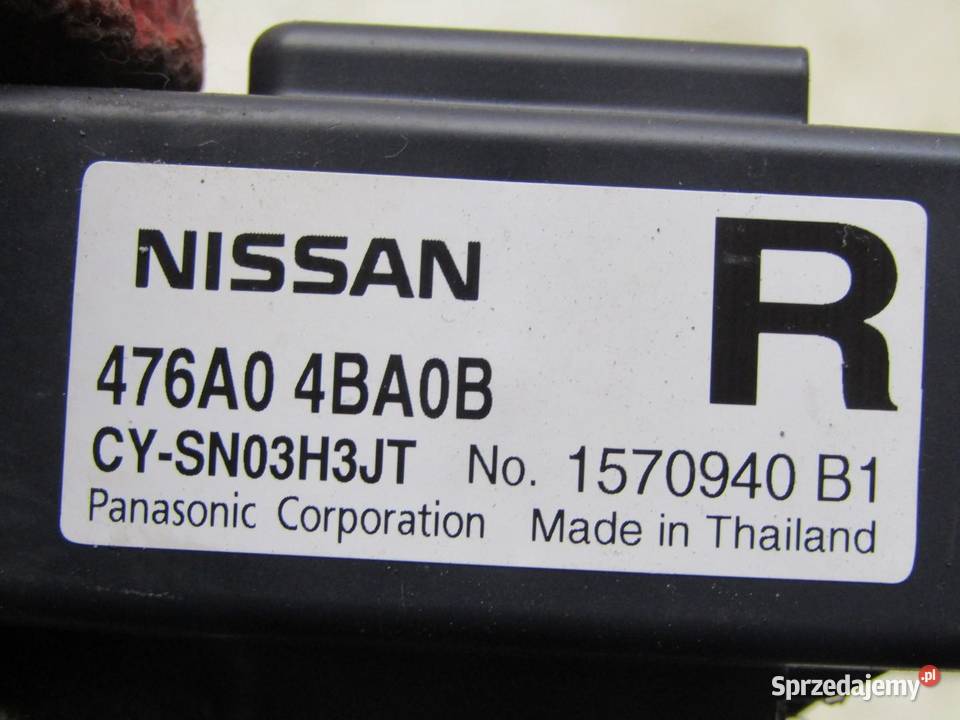 NISSAN
R
476A0 4BA0B
CY-SN03H3JT No. 1570940 B1
Panasonic Corporation Made in Thailand
Sprzedajemy.pl